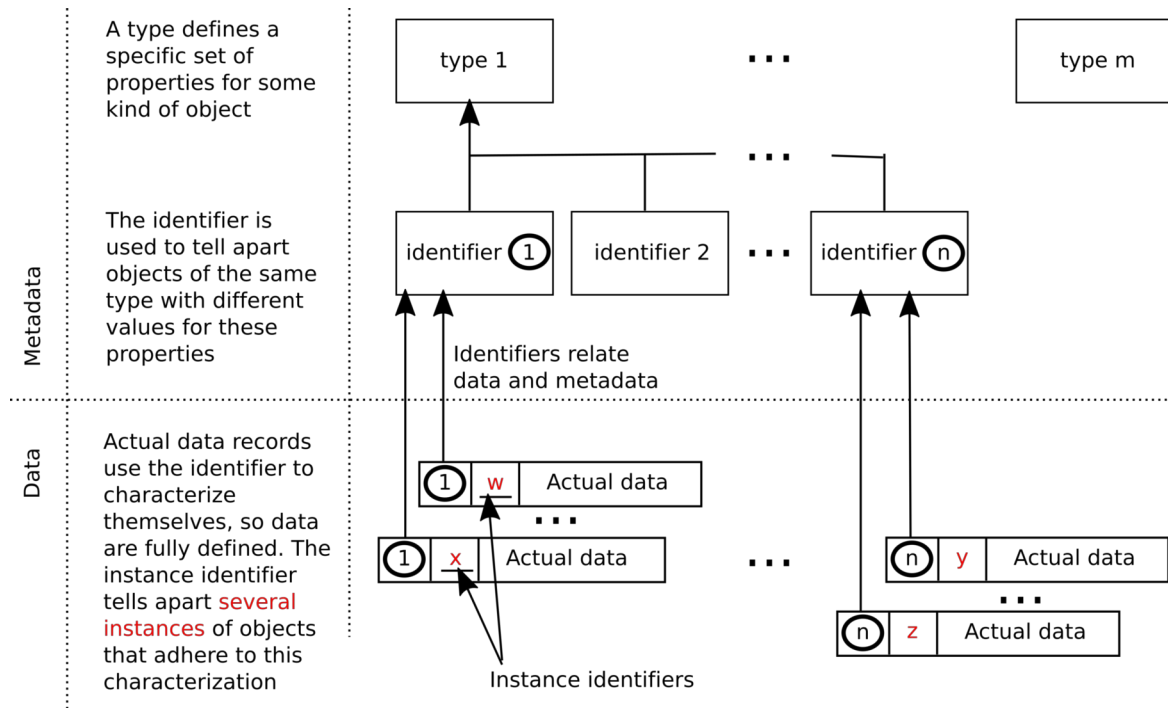 A type defines a
specific set of
properties for some
kind of object
type 1
...
type m
...
Metadata
The identifier is
used to tell apart
objects of the same
type with different
values for these
properties
identifier 1
identifier 2
...
identifier n
Identifiers relate
data and metadata
Data
Actual data records
use the identifier to
characterize
themselves, so data
are fully defined. The
instance identifier
tells apart several
instances of objects
that adhere to this
characterization
1 w Actual data
...
1 x Actual data
...
n y Actual data
...
n z Actual data
Instance identifiers